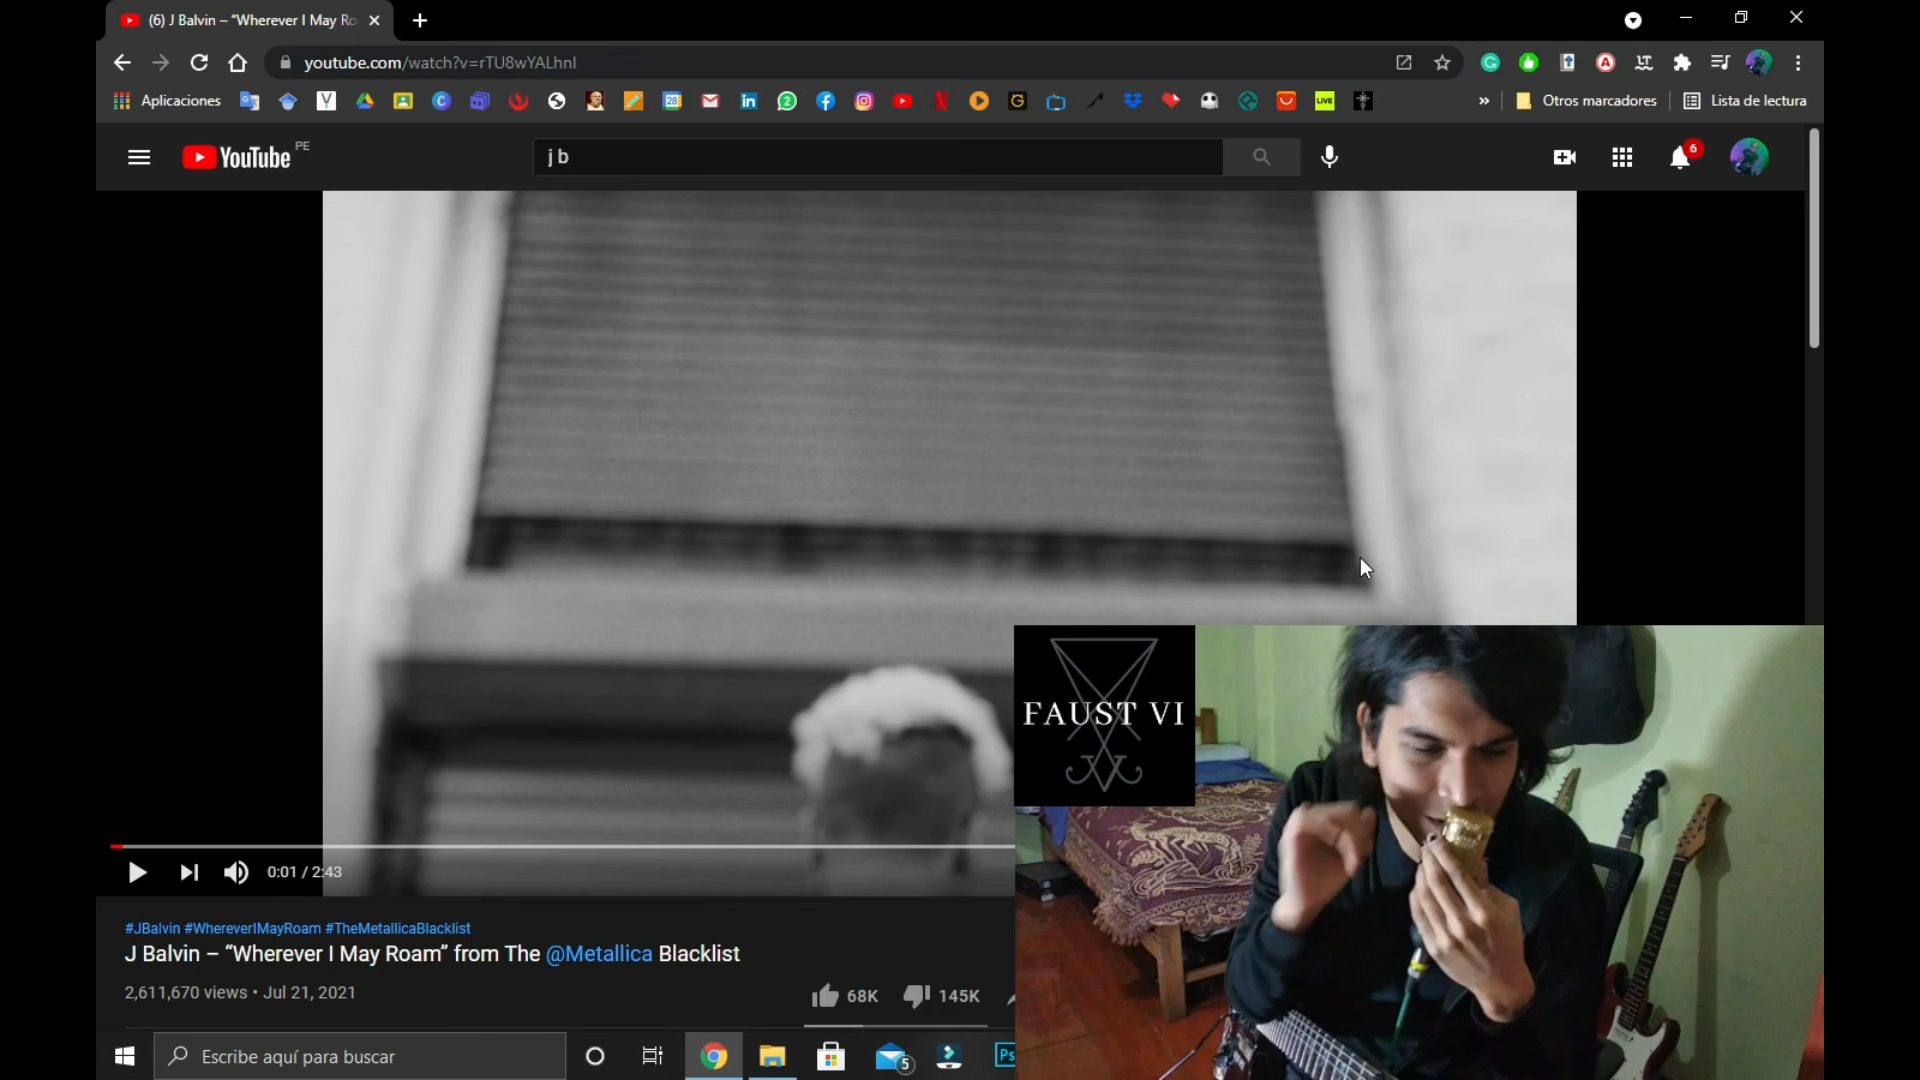 (6) J Balvin – "Wherever I May Ro
youtube.com/watch?v=rTU8wYALhnI
Aplicaciones
Otros marcadores
Lista de lectura
YouTube PE
j b
6
FAUST VI
0:01 / 2:43
#JBalvin #WhereverIMayRoam #TheMetallicaBlacklist
J Balvin – “Wherever I May Roam” from The @Metallica Blacklist
2,611,670 views • Jul 21, 2021
68K
145K
Escribe aquí para buscar
5
Ps